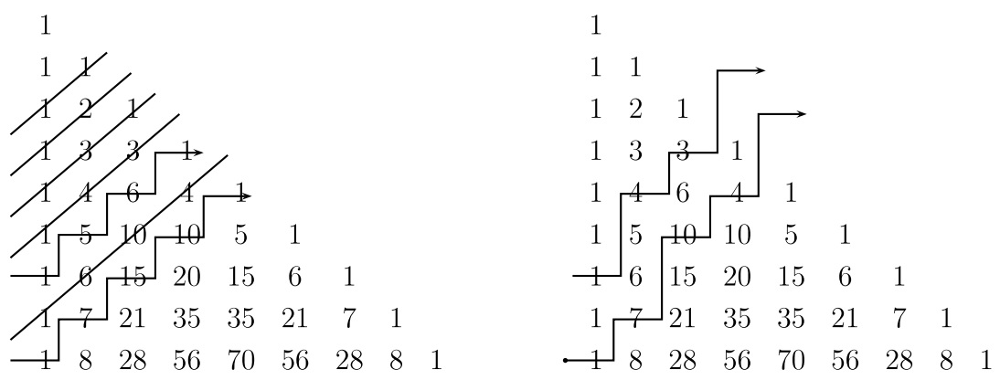 1 1
1 1 1 1
1 2 1 1 2 1
1 3 3 1 1 3 3 1
1 4 6 4 1 1 4 6 4 1
1 5 10 10 5 1 1 5 10 10 5 1
1 6 15 20 15 6 1 1 6 15 20 15 6 1
1 7 21 35 35 21 7 1 1 7 21 35 35 21 7 1
1 8 28 56 70 56 28 8 1 1 8 28 56 70 56 28 8 1